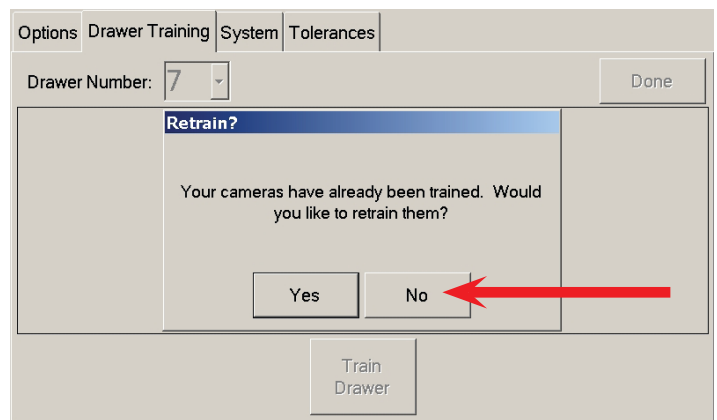 Options Drawer Training System Tolerances
Drawer Number: 7 Done
Retrain?
Your cameras have already been trained. Would
you like to retrain them?
Yes No
Train
Drawer